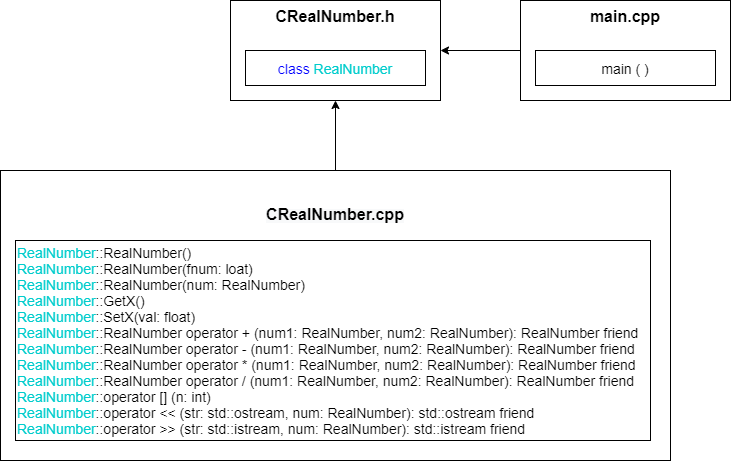 CRealNumber.h
class RealNumber
main.cpp
main ( )
CRealNumber.cpp
RealNumber::RealNumber()
RealNumber::RealNumber(fnum: loat)
RealNumber::RealNumber(num: RealNumber)
RealNumber::GetX()
RealNumber::SetX(val: float)
RealNumber::RealNumber operator + (num1: RealNumber, num2: RealNumber): RealNumber friend
RealNumber::RealNumber operator - (num1: RealNumber, num2: RealNumber): RealNumber friend
RealNumber::RealNumber operator * (num1: RealNumber, num2: RealNumber): RealNumber friend
RealNumber::RealNumber operator / (num1: RealNumber, num2: RealNumber): RealNumber friend
RealNumber::operator [] (n: int)
RealNumber::operator << (str: std::ostream, num: RealNumber): std::ostream friend
RealNumber::operator >> (str: std::istream, num: RealNumber): std::istream friend